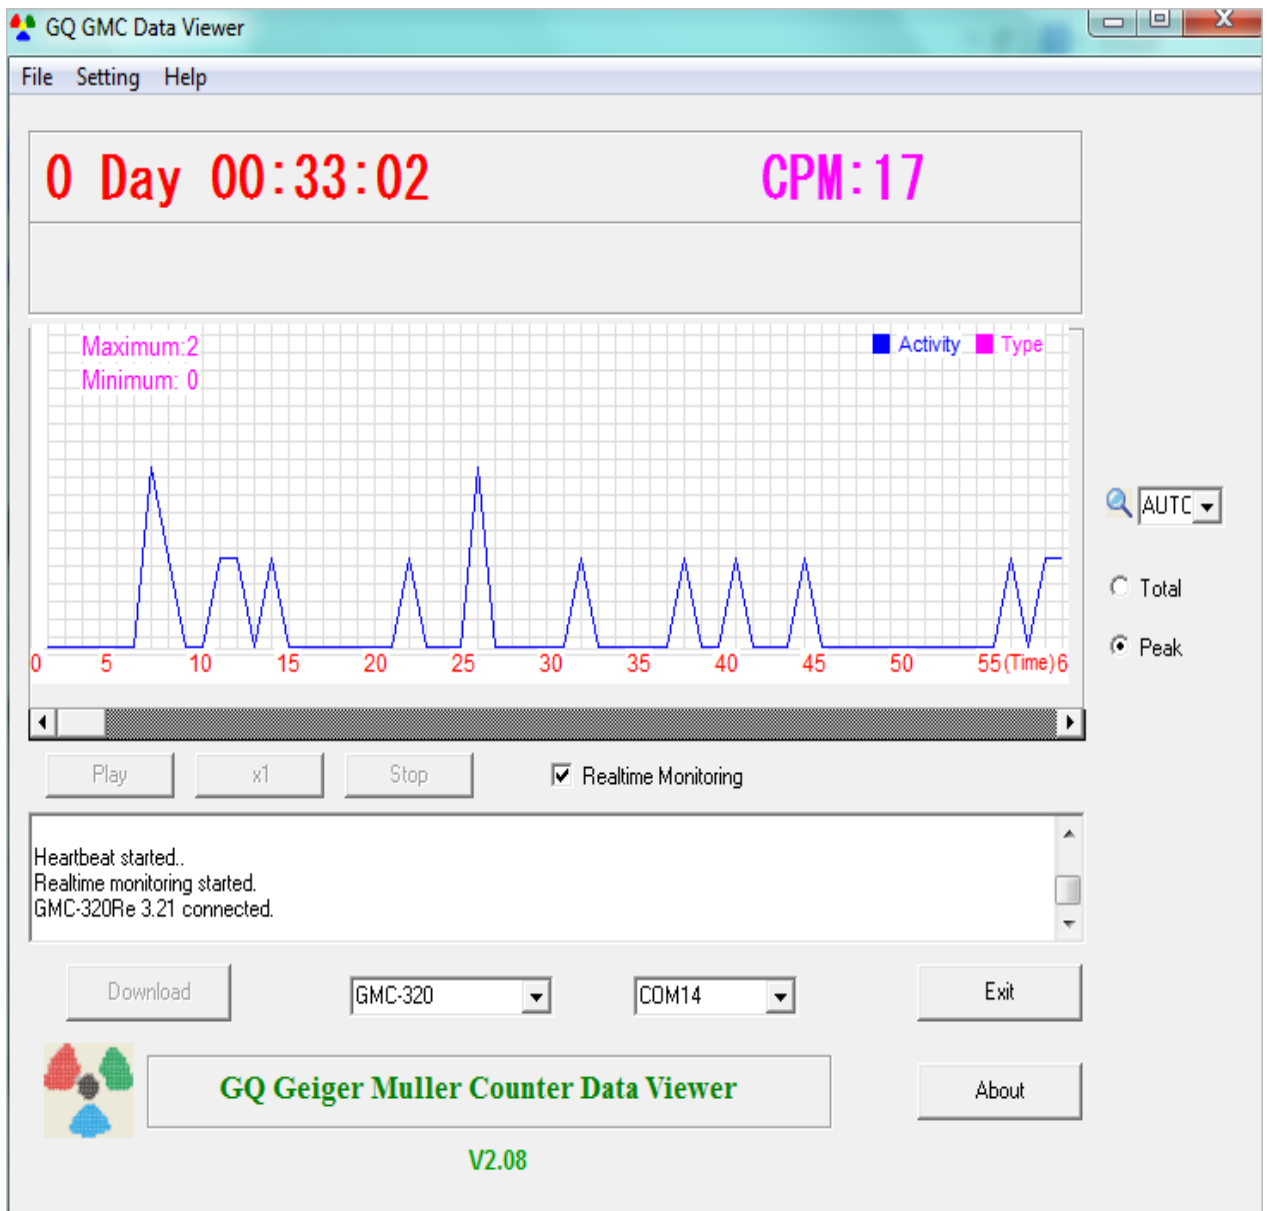 GQ GMC Data Viewer
X
File Setting Help
0 Day 00:33:02 CPM:17
Maximum:2
Minimum: 0
Activity Type
AUTC
Total
Peak
0 5 10 15 20 25 30 35 40 45 50 55 (Time) 6
Play x1 Stop Realtime Monitoring
Heartbeat started..
Realtime monitoring started.
GMC-320Re 3.21 connected.
Download GMC-320 COM14 Exit
GQ Geiger Muller Counter Data Viewer
About
V2.08